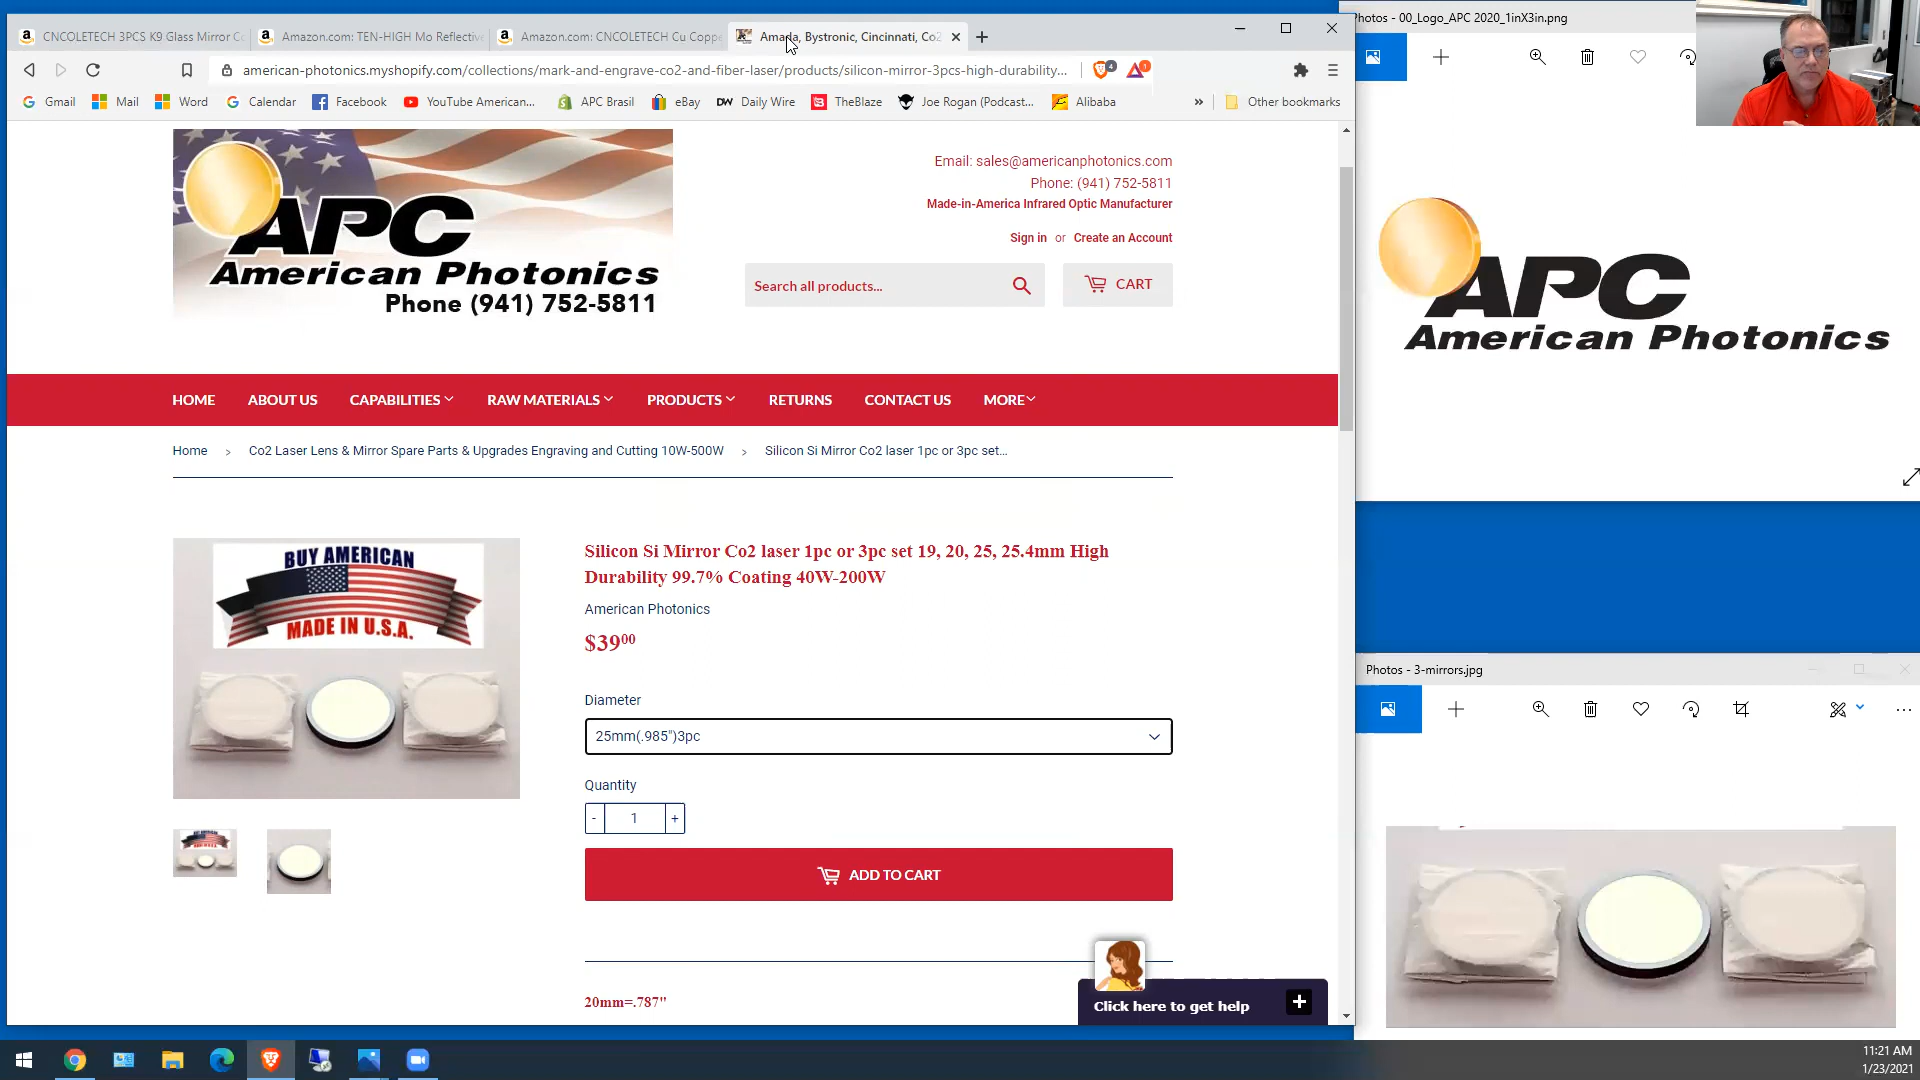 CNCOLETECH 3PCS K9 Glass Mirror Co
Amazon.com: TEN-HIGH Mo Reflective
Amazon.com: CNCOLETECH Cu Coppe
Amada, Bystronic, Cincinnati, Co2
american-photonics.myshopify.com/collections/mark-and-engrave-co2-and-fiber-laser/products/silicon-mirror-3pcs-high-durability...
4
1
Gmail
Mail
Word
Calendar
Facebook
YouTube American...
APC Brasil
eBay
DW Daily Wire
TheBlaze
Joe Rogan (Podcast...
Alibaba
»
Other bookmarks
APC
American Photonics
Phone (941) 752-5811
Email: sales@americanphotonics.com
Phone: (941) 752-5811
Made-in-America Infrared Optic Manufacturer
Sign in or Create an Account
Search all products...
CART
HOME
ABOUT US
CAPABILITIES
RAW MATERIALS
PRODUCTS
RETURNS
CONTACT US
MORE
Home > Co2 Laser Lens & Mirror Spare Parts & Upgrades Engraving and Cutting 10W-500W > Silicon Si Mirror Co2 laser 1pc or 3pc set...
BUY AMERICAN
MADE IN U.S.A.
Silicon Si Mirror Co2 laser 1pc or 3pc set 19, 20, 25, 25.4mm High
Durability 99.7% Coating 40W-200W
American Photonics
$39.00
Diameter
25mm(.985")3pc
Quantity
- 1 +
ADD TO CART
20mm=.787"
Click here to get help
Photos - 00_Logo_APC 2020_1inX3in.png
APC
American Photonics
Photos - 3-mirrors.jpg
11:21 AM
1/23/2021